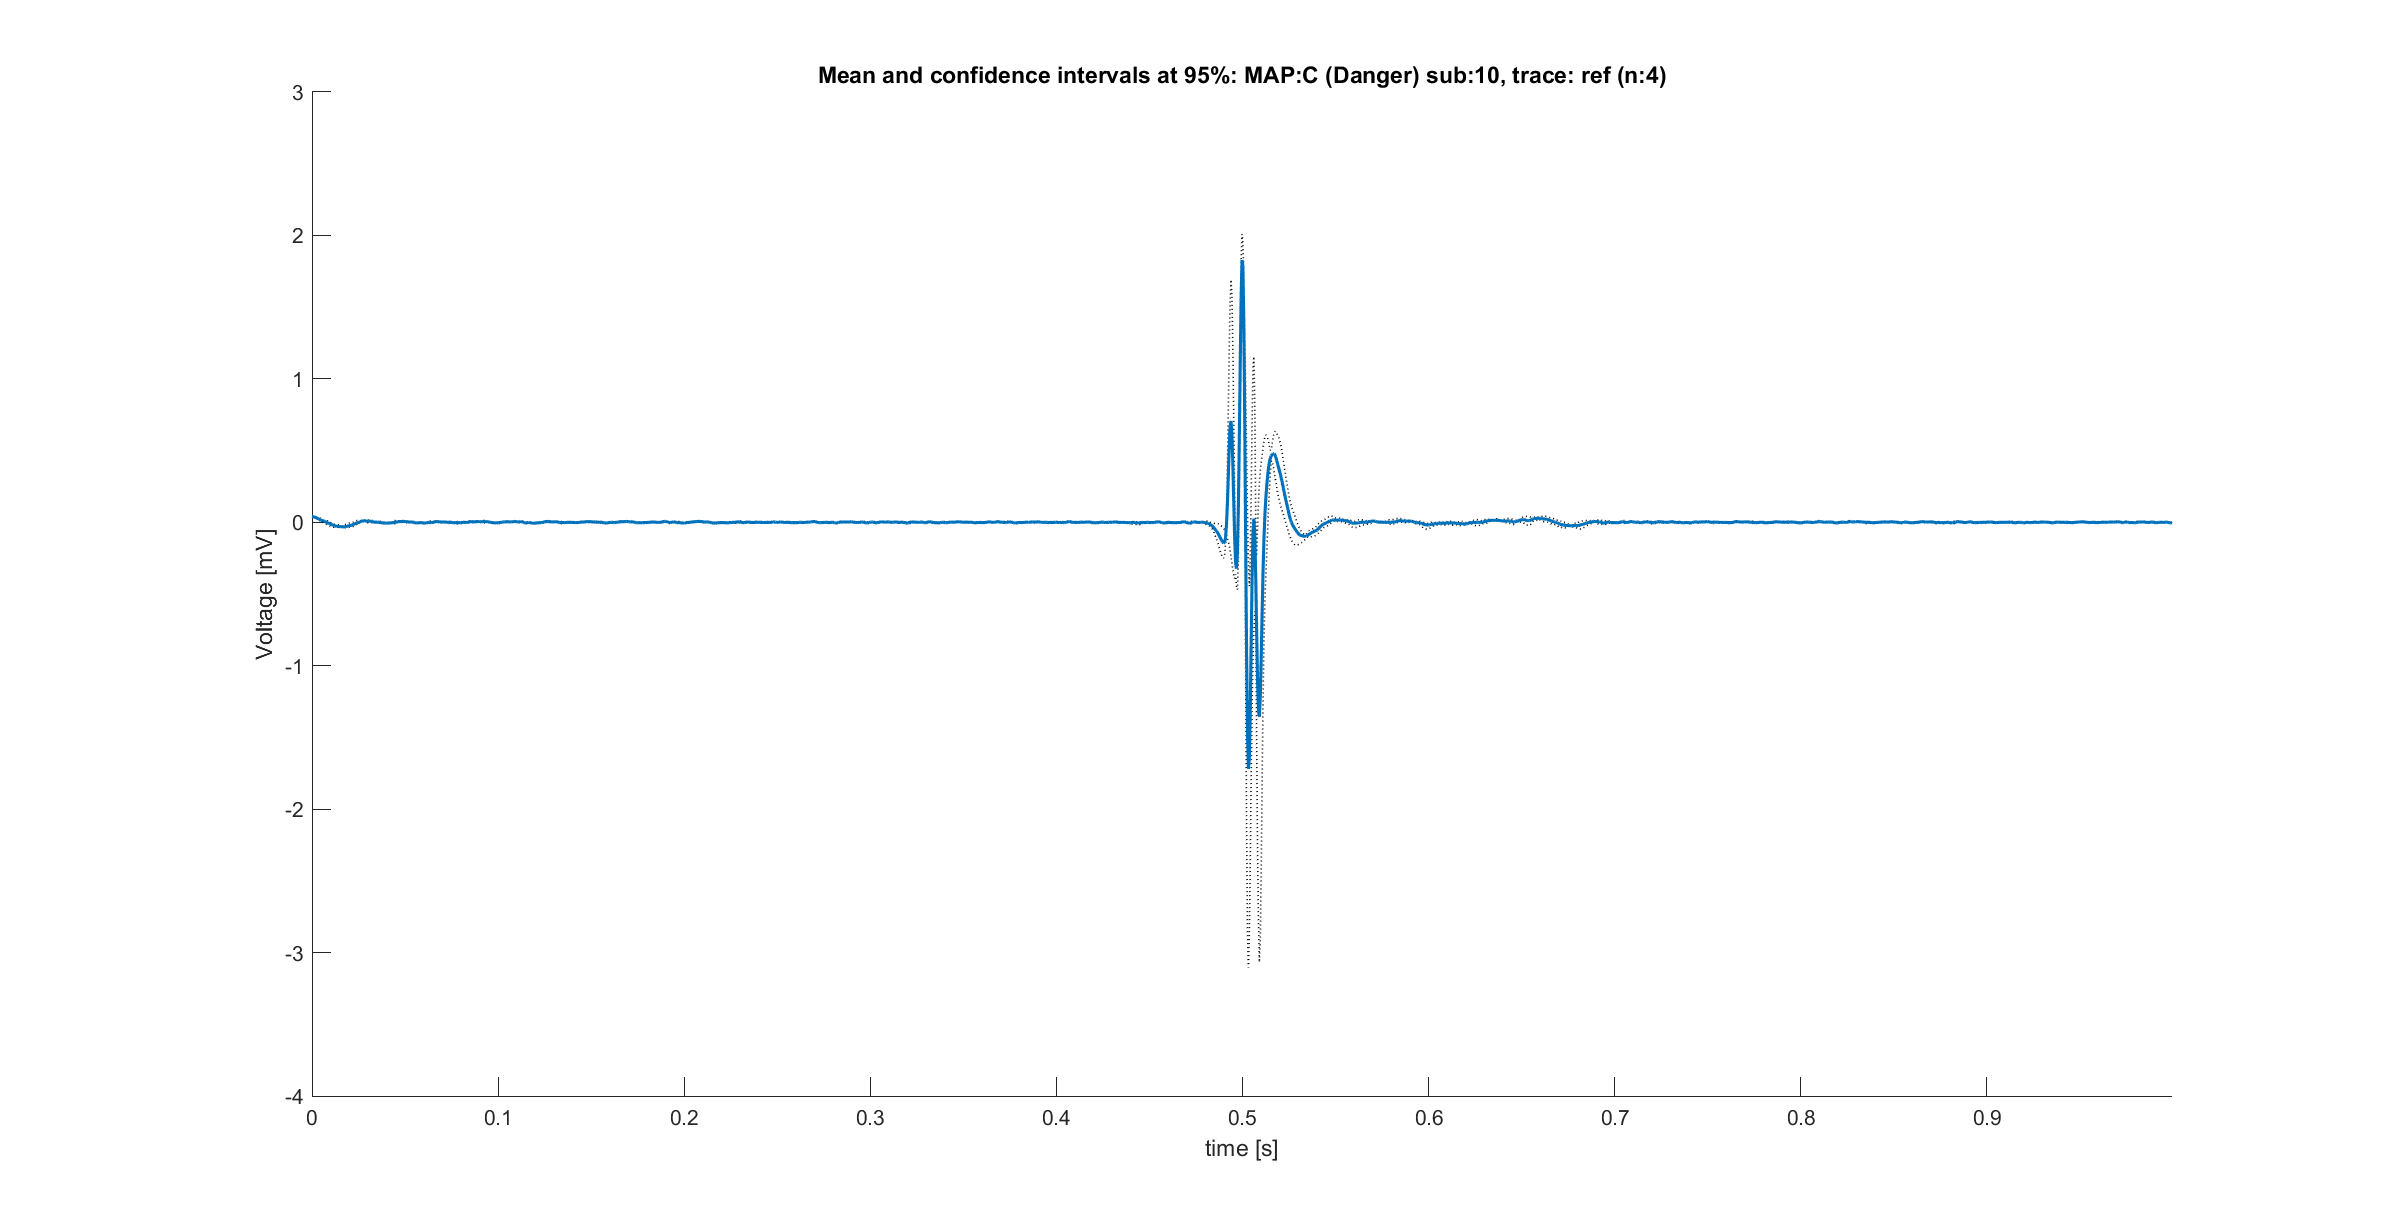 Mean and confidence intervals at 95%: MAP:C (Danger) sub:10, trace: ref (n:4)
3
2
1
0
-1
-2
-3
-4
Voltage [mV]
0 0.1 0.2 0.3 0.4 0.5 0.6 0.7 0.8 0.9
time [s]